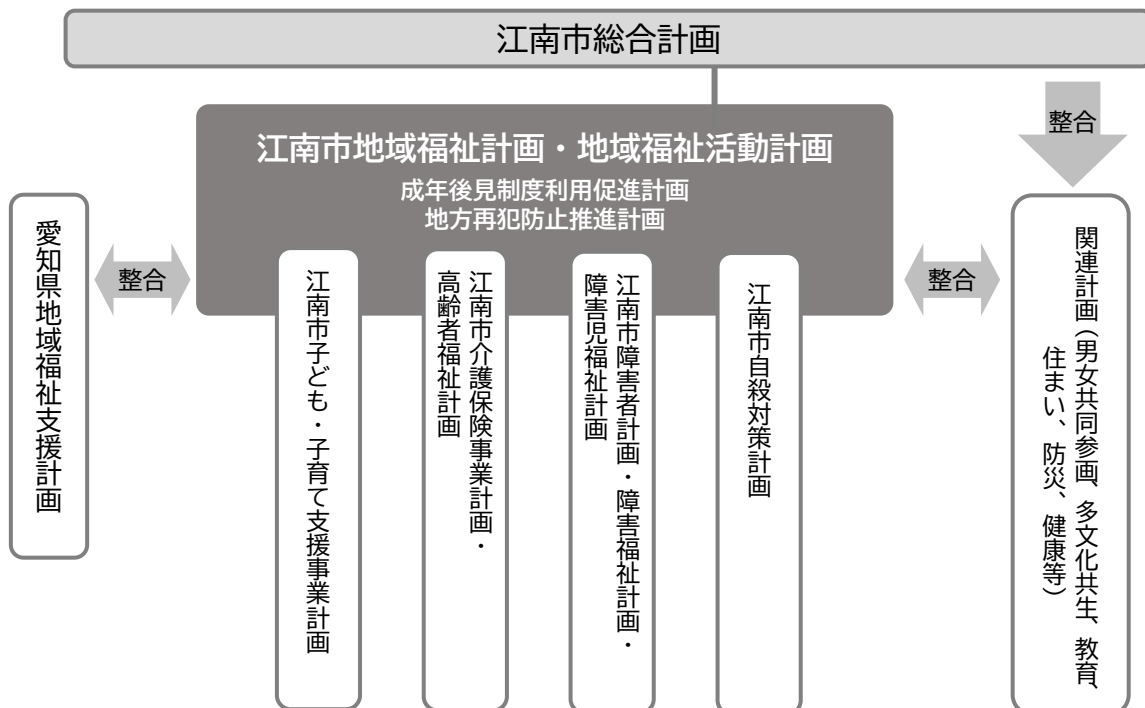 江南市総合計画
整合
江南市地域福祉計画・地域福祉活動計画
成年後見制度利用促進計画
地方再犯防止推進計画
愛知県地域福祉支援計画
整合
江南市子ども・子育て支援事業計画
江南市介護保険事業計画・
高齢者福祉計画
江南市障害者計画・障害福祉計画・
障害児福祉計画
江南市自殺対策計画
整合
関連計画(男女共同参画、多文化共生、教育、
住まい、防災、健康等)